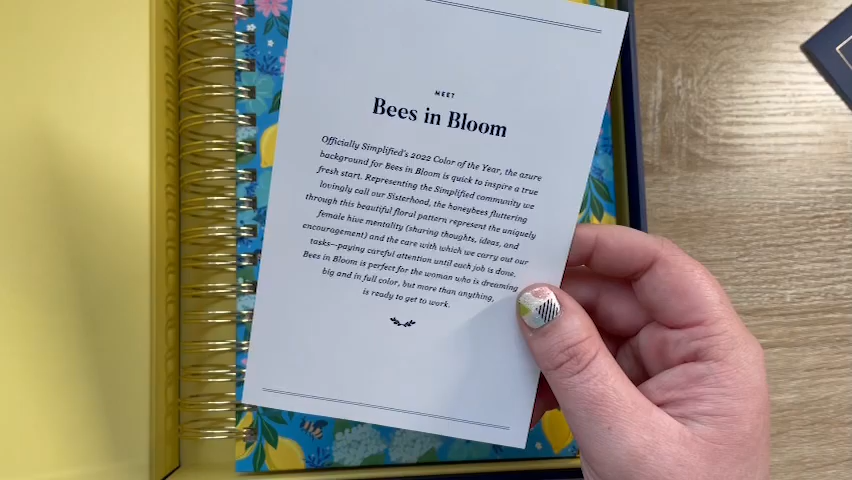 MEET
Bees in Bloom
Officially Simplified's 2022 Color of the Year, the azure
background for Bees in Bloom is quick to inspire a true
fresh start. Representing the Simplified community we
lovingly call our Sisterhood, the honeybees fluttering
through this beautiful floral pattern represent the uniquely
female hive mentality (sharing thoughts, ideas, and
encouragement) and the care with which we carry out our
tasks—paying careful attention until each job is done.
Bees in Bloom is perfect for the woman who is dreaming
big and in full color, but more than anything,
is ready to get to work.